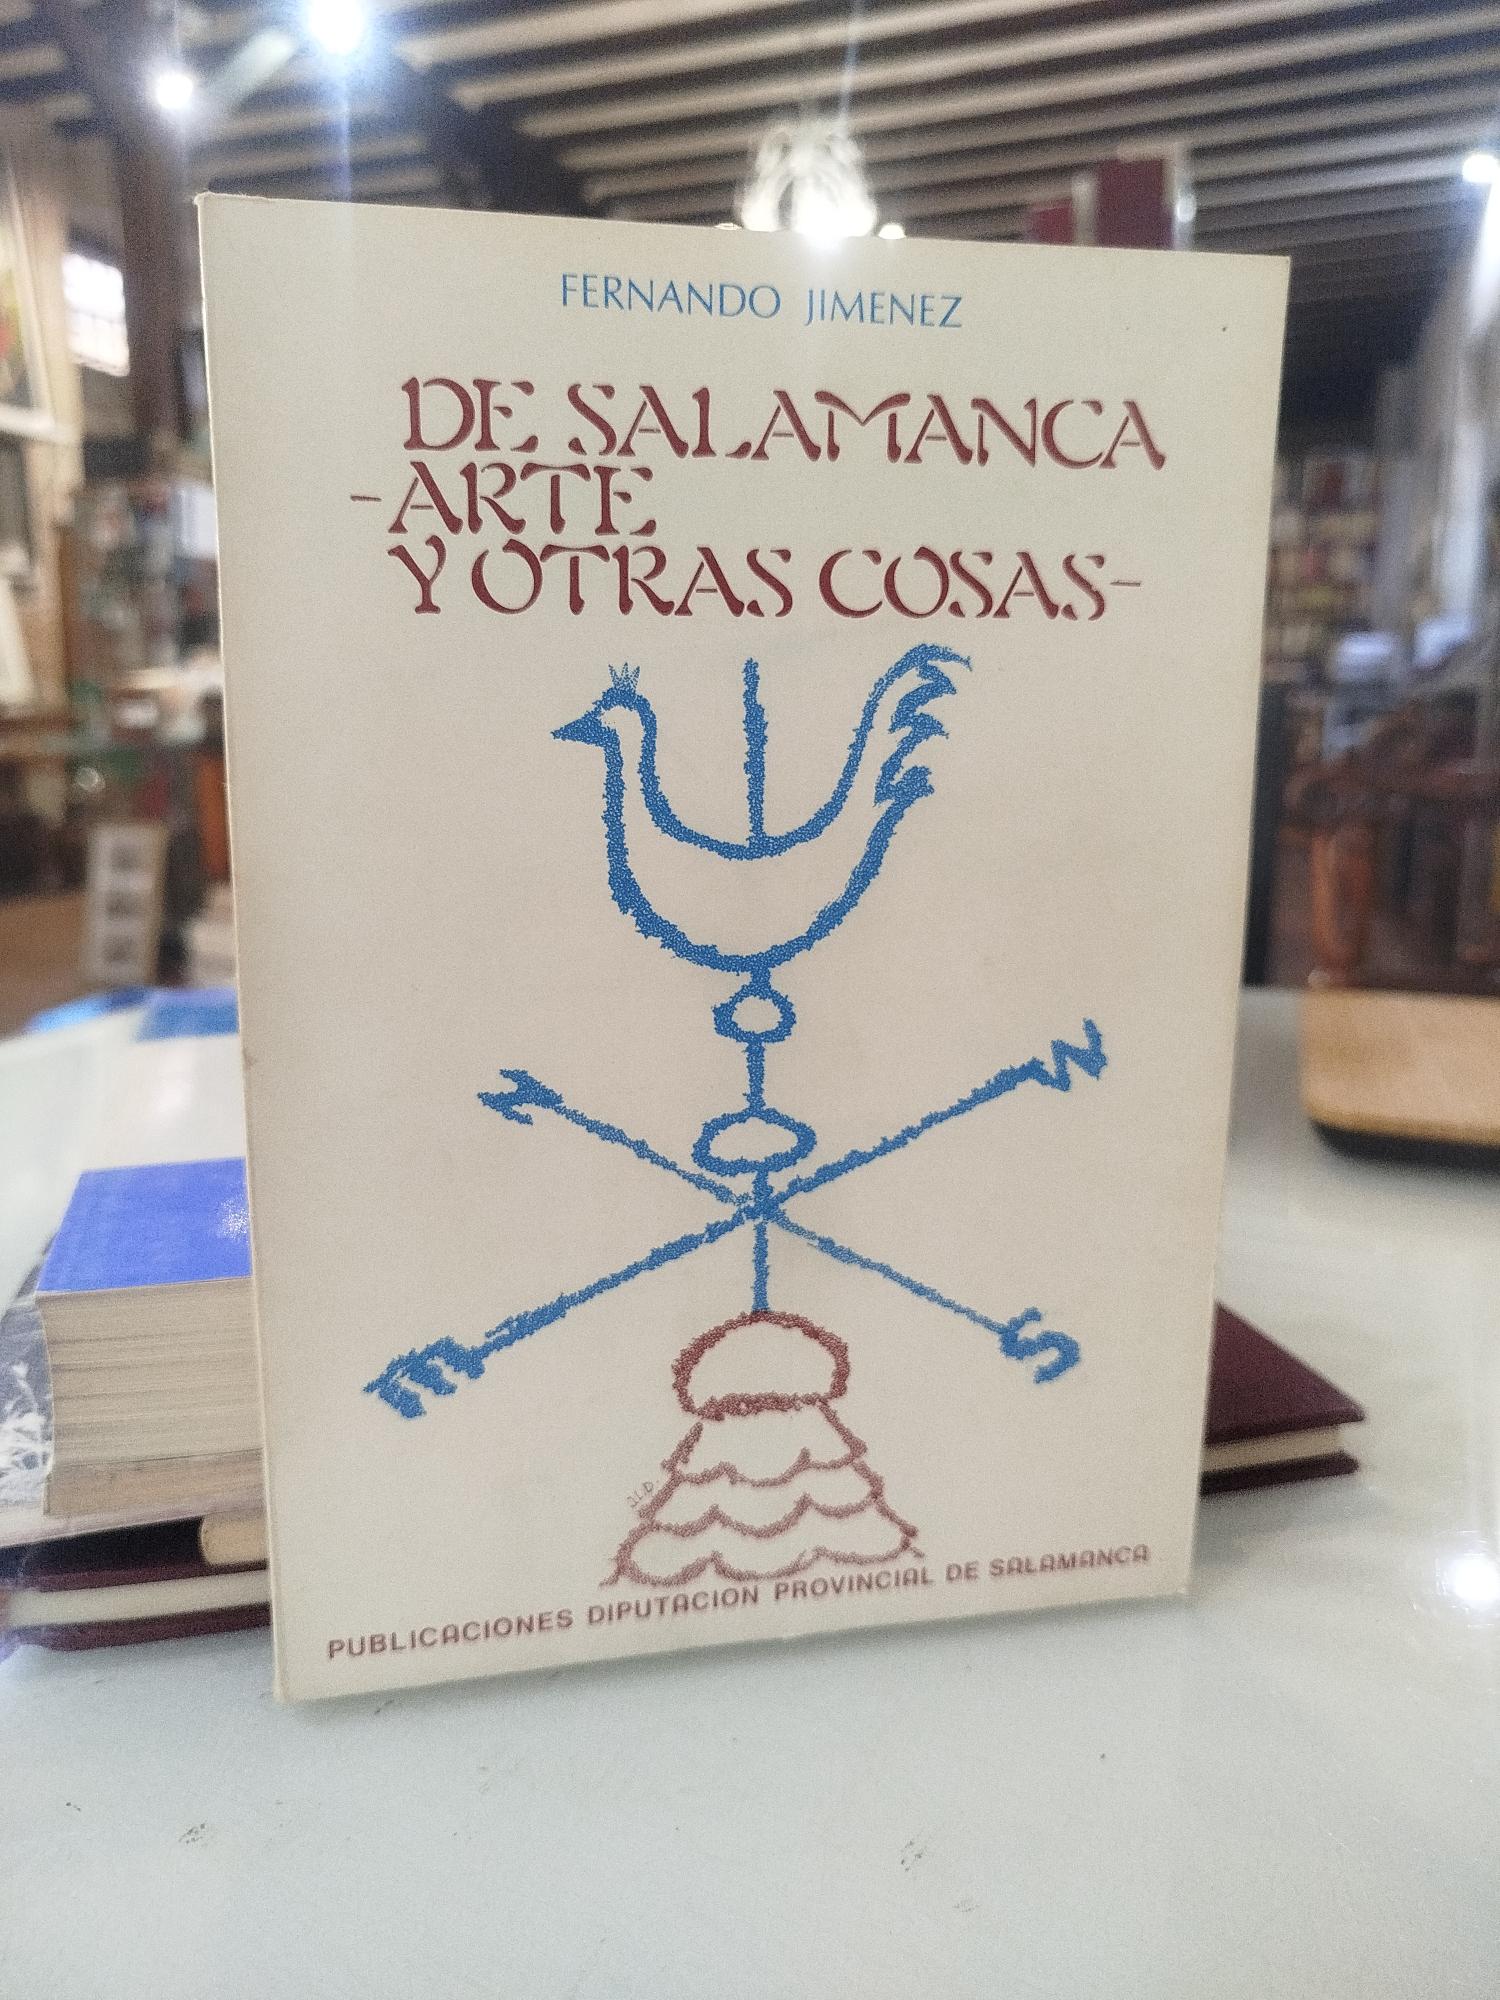 FERNANDO JIMENEZ
DE SALAMANCA
-ARTE
Y OTRAS COSAS-
N
W
E
S
J.L.D.
PUBLICACIONES DIPUTACION PROVINCIAL DE SALAMANCA